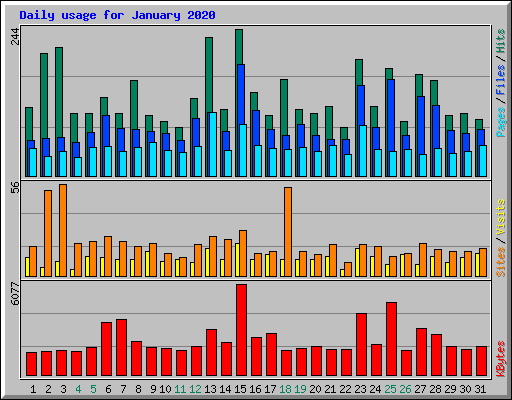 Daily usage for January 2020
244
Pages / Files / Hits
56
Sites / Visits
6077
KBytes
1 2 3 4 5 6 7 8 9 10 11 12 13 14 15 16 17 18 19 20 21 22 23 24 25 26 27 28 29 30 31